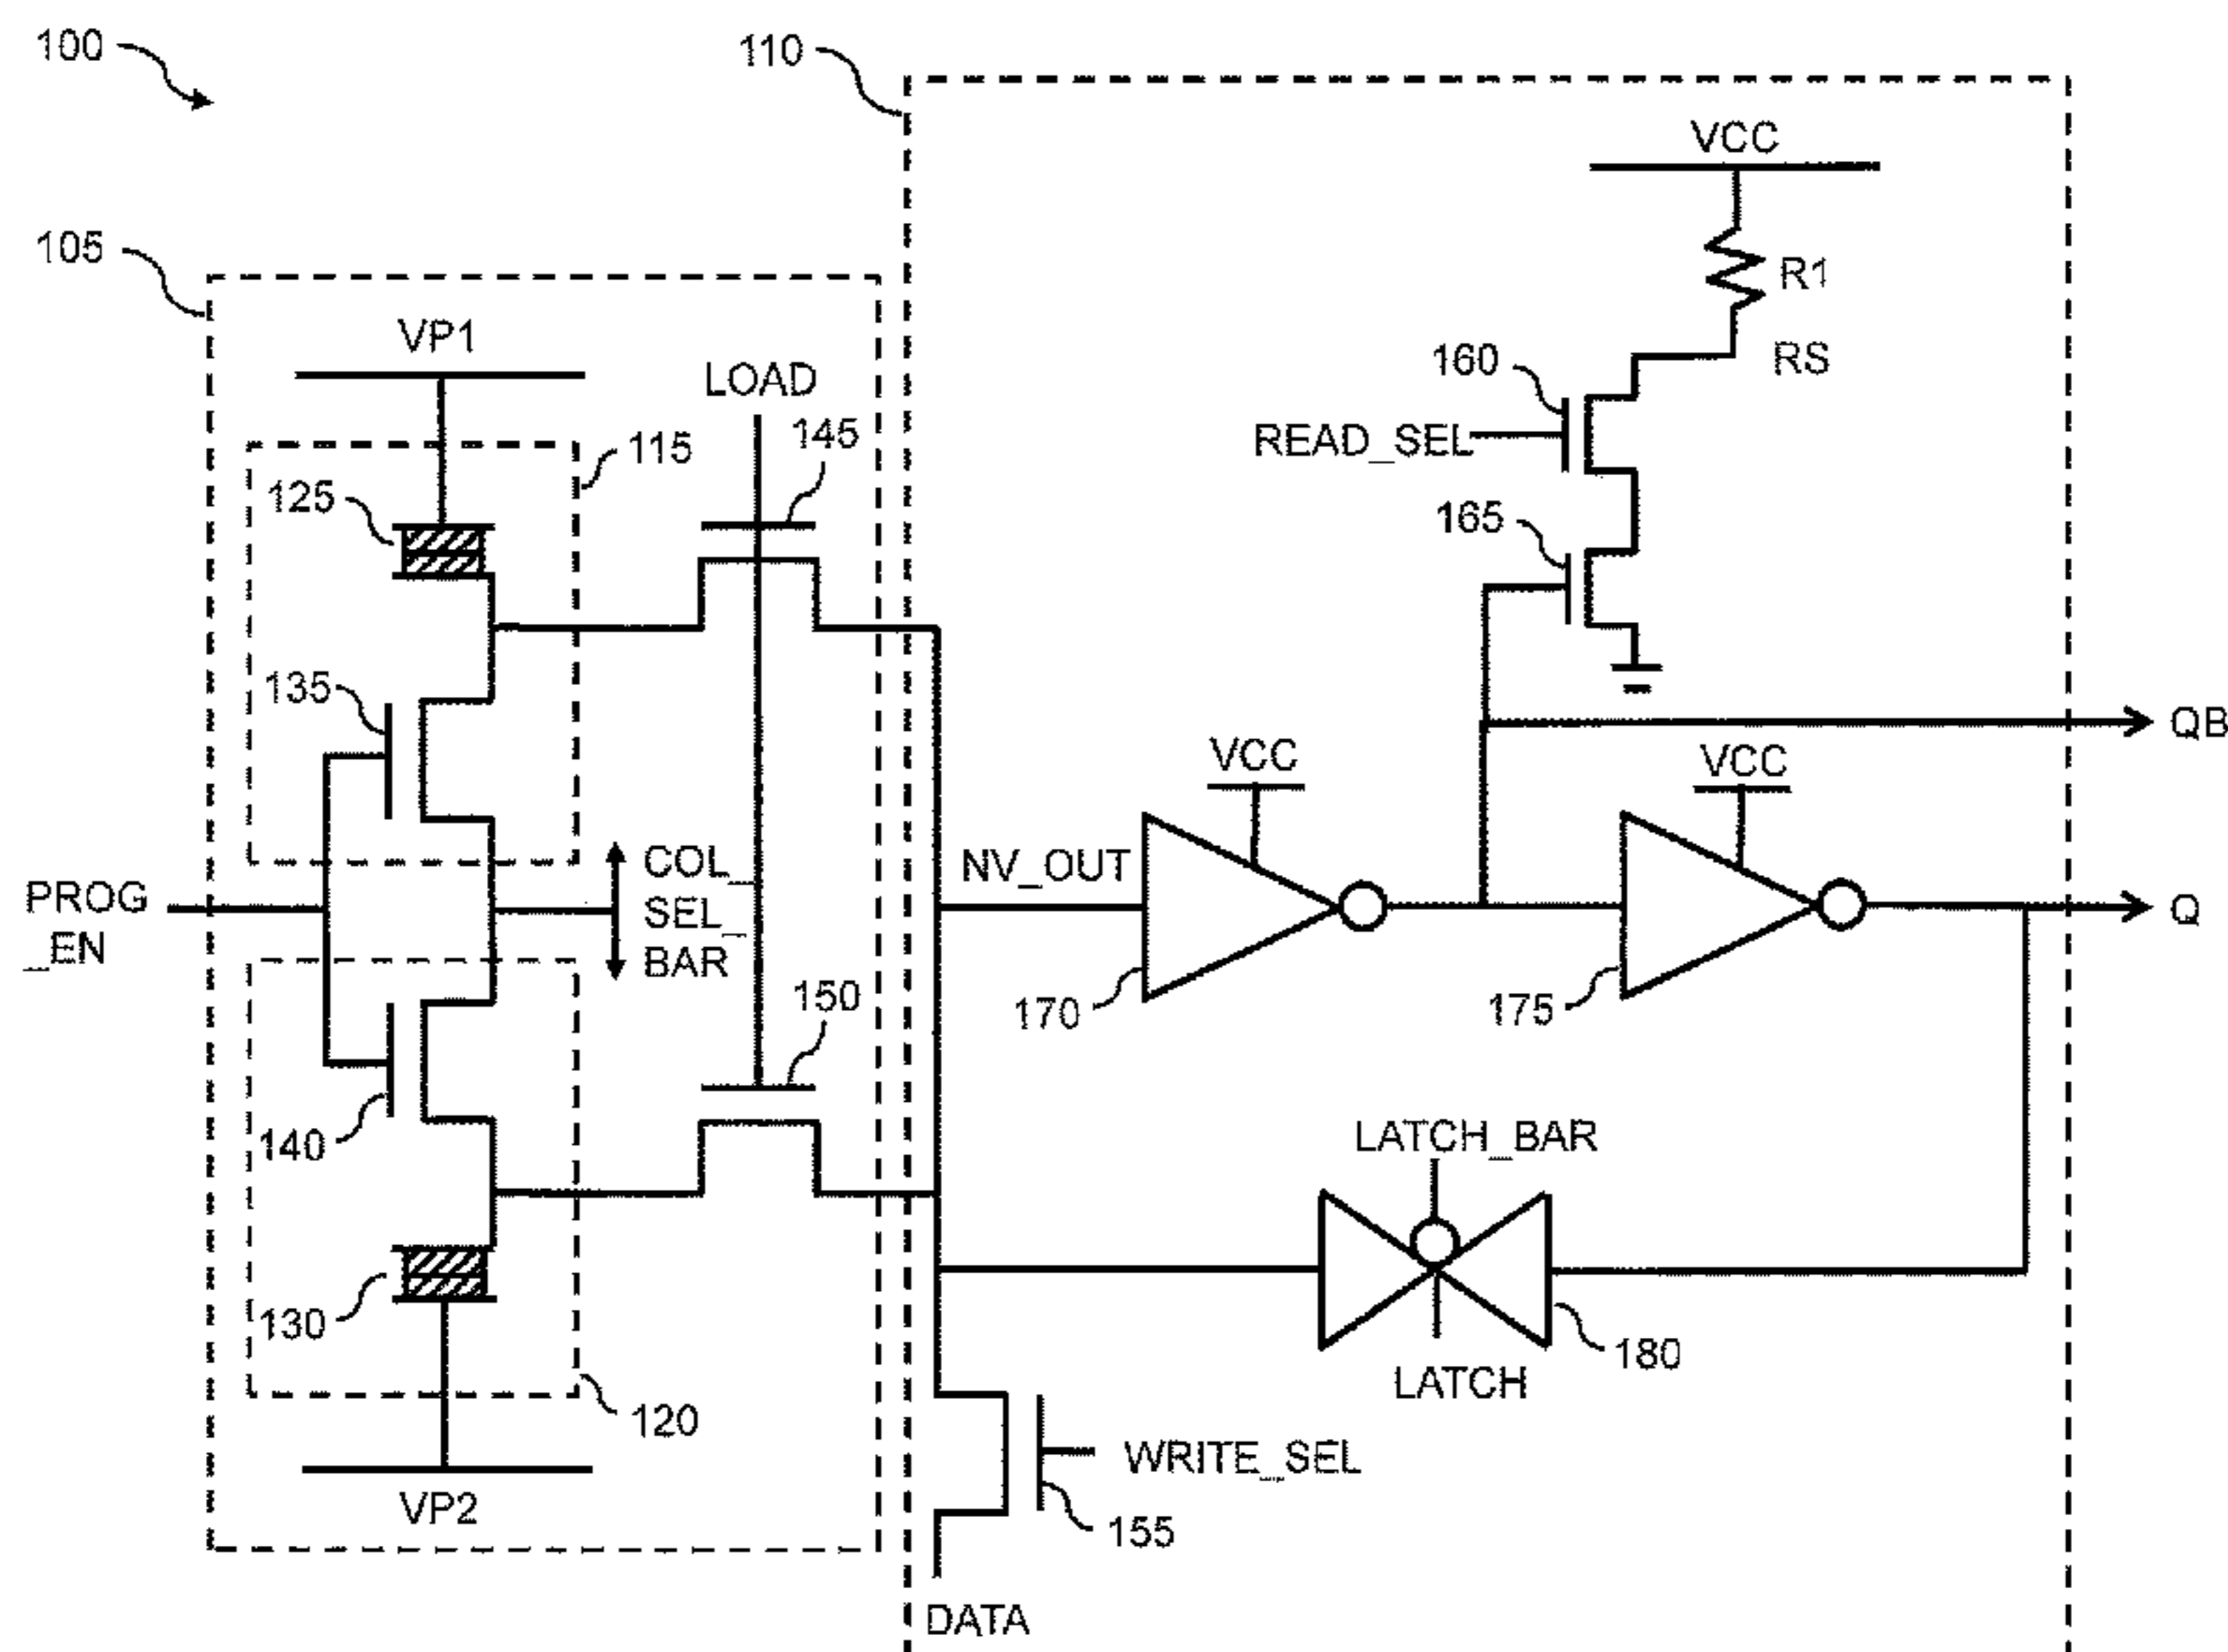 100
110
VCC
105
R1
VP1
160
RS
LOAD
145
READ_SEL
115
125
165
135
QB
VCC
VCC
COL_
SEL_
BAR
NV_OUT
PROG
_EN
Q
150
170
175
140
LATCH_BAR
130
180
LATCH
120
WRITE_SEL
VP2
155
DATA